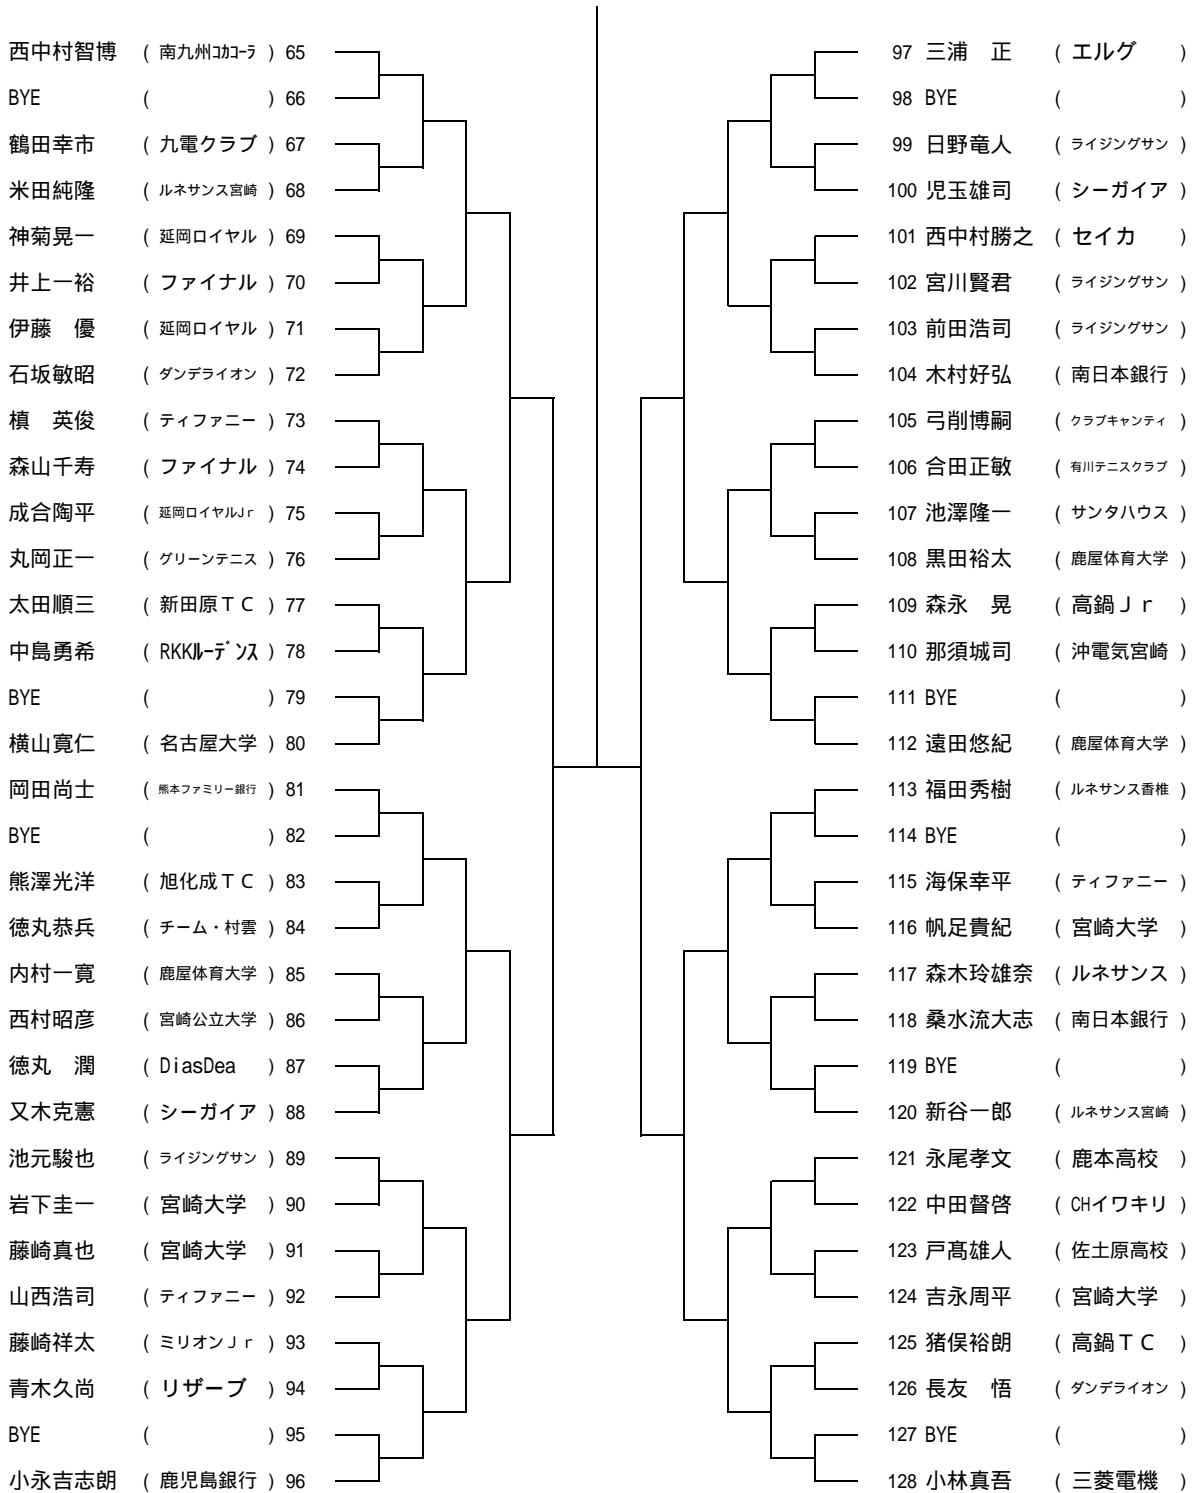 西中村智博 ( 南九州ｺｶｺｰﾗ ) 65
BYE ( ) 66
鶴田幸市 ( 九電クラブ ) 67
米田純隆 ( ルネサンス宮崎 ) 68
神菊晃一 ( 延岡ロイヤル ) 69
井上一裕 ( ファイナル ) 70
伊藤　優 ( 延岡ロイヤル ) 71
石坂敏昭 ( ダンデライオン ) 72
槙　英俊 ( ティファニー ) 73
森山千寿 ( ファイナル ) 74
成合陶平 ( 延岡ロイヤルJｒ ) 75
丸岡正一 ( グリーンテニス ) 76
太田順三 ( 新田原ＴＣ ) 77
中島勇希 ( RKKﾙｰﾃﾞﾝｽ ) 78
BYE ( ) 79
横山寛仁 ( 名古屋大学 ) 80
岡田尚士 ( 熊本ファミリー銀行 ) 81
BYE ( ) 82
熊澤光洋 ( 旭化成ＴＣ ) 83
徳丸恭兵 ( チーム・村雲 ) 84
内村一寛 ( 鹿屋体育大学 ) 85
西村昭彦 ( 宮崎公立大学 ) 86
徳丸　潤 ( DiasDea ) 87
又木克憲 ( シーガイア ) 88
池元駿也 ( ライジングサン ) 89
岩下圭一 ( 宮崎大学 ) 90
藤崎真也 ( 宮崎大学 ) 91
山西浩司 ( ティファニー ) 92
藤崎祥太 ( ミリオンＪｒ ) 93
青木久尚 ( リザーブ ) 94
BYE ( ) 95
小永吉志朗 ( 鹿児島銀行 ) 96
97 三浦　正 ( エルグ )
98 BYE ( )
99 日野竜人 ( ライジングサン )
100 児玉雄司 ( シーガイア )
101 西中村勝之 ( セイカ )
102 宮川賢君 ( ライジングサン )
103 前田浩司 ( ライジングサン )
104 木村好弘 ( 南日本銀行 )
105 弓削博嗣 ( クラブキャンティ )
106 合田正敏 ( 有川テニスクラブ )
107 池澤隆一 ( サンタハウス )
108 黒田裕太 ( 鹿屋体育大学 )
109 森永　晃 ( 高鍋Ｊｒ )
110 那須城司 ( 沖電気宮崎 )
111 BYE ( )
112 遠田悠紀 ( 鹿屋体育大学 )
113 福田秀樹 ( ルネサンス香椎 )
114 BYE ( )
115 海保幸平 ( ティファニー )
116 帆足貴紀 ( 宮崎大学 )
117 森木玲雄奈 ( ルネサンス )
118 桑水流大志 ( 南日本銀行 )
119 BYE ( )
120 新谷一郎 ( ルネサンス宮崎 )
121 永尾孝文 ( 鹿本高校 )
122 中田督啓 ( CHイワキリ )
123 戸髙雄人 ( 佐土原高校 )
124 吉永周平 ( 宮崎大学 )
125 猪俣裕朗 ( 高鍋ＴＣ )
126 長友　悟 ( ダンデライオン )
127 BYE ( )
128 小林真吾 ( 三菱電機 )